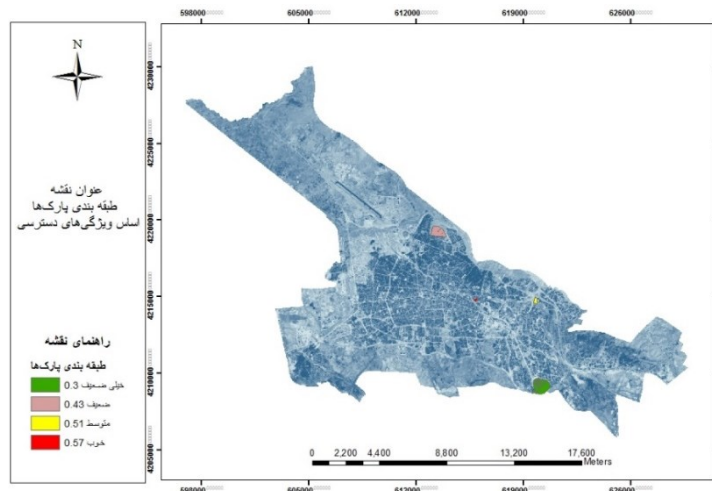 598000 605000 612000 619000 626000
N
4230000
4225000
4220000
4215000
4210000
4205000
عنوان نقشه
طبقه بندی پارک‌ها
اساس ویژگی‌های دسترسی
راهنمای نقشه
طبقه بندی پارک‌ها
خیلی ضعیف 0.3
ضعیف 0.43
متوسط 0.51
خوب 0.57
0 2,200 4,400 8,800 13,200 17,600
Meters
598000 605000 612000 619000 626000